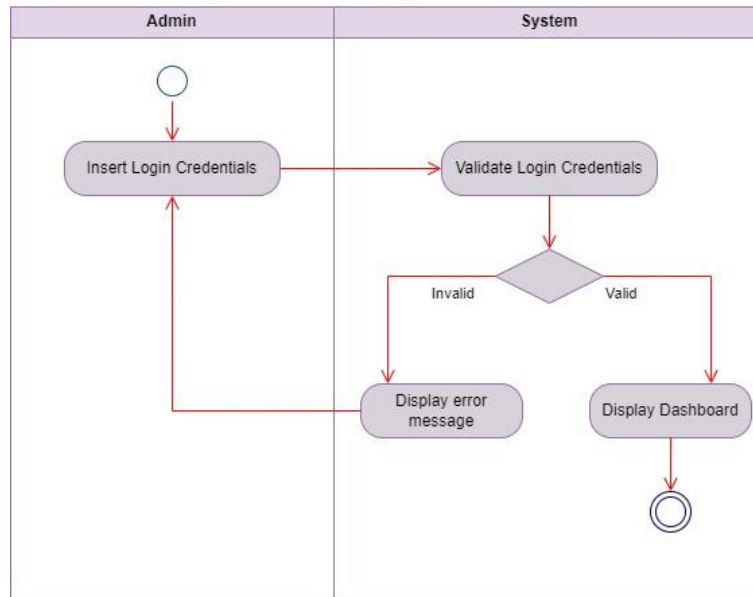 Admin
System
Insert Login Credentials
Validate Login Credentials
Invalid
Valid
Display error
message
Display Dashboard